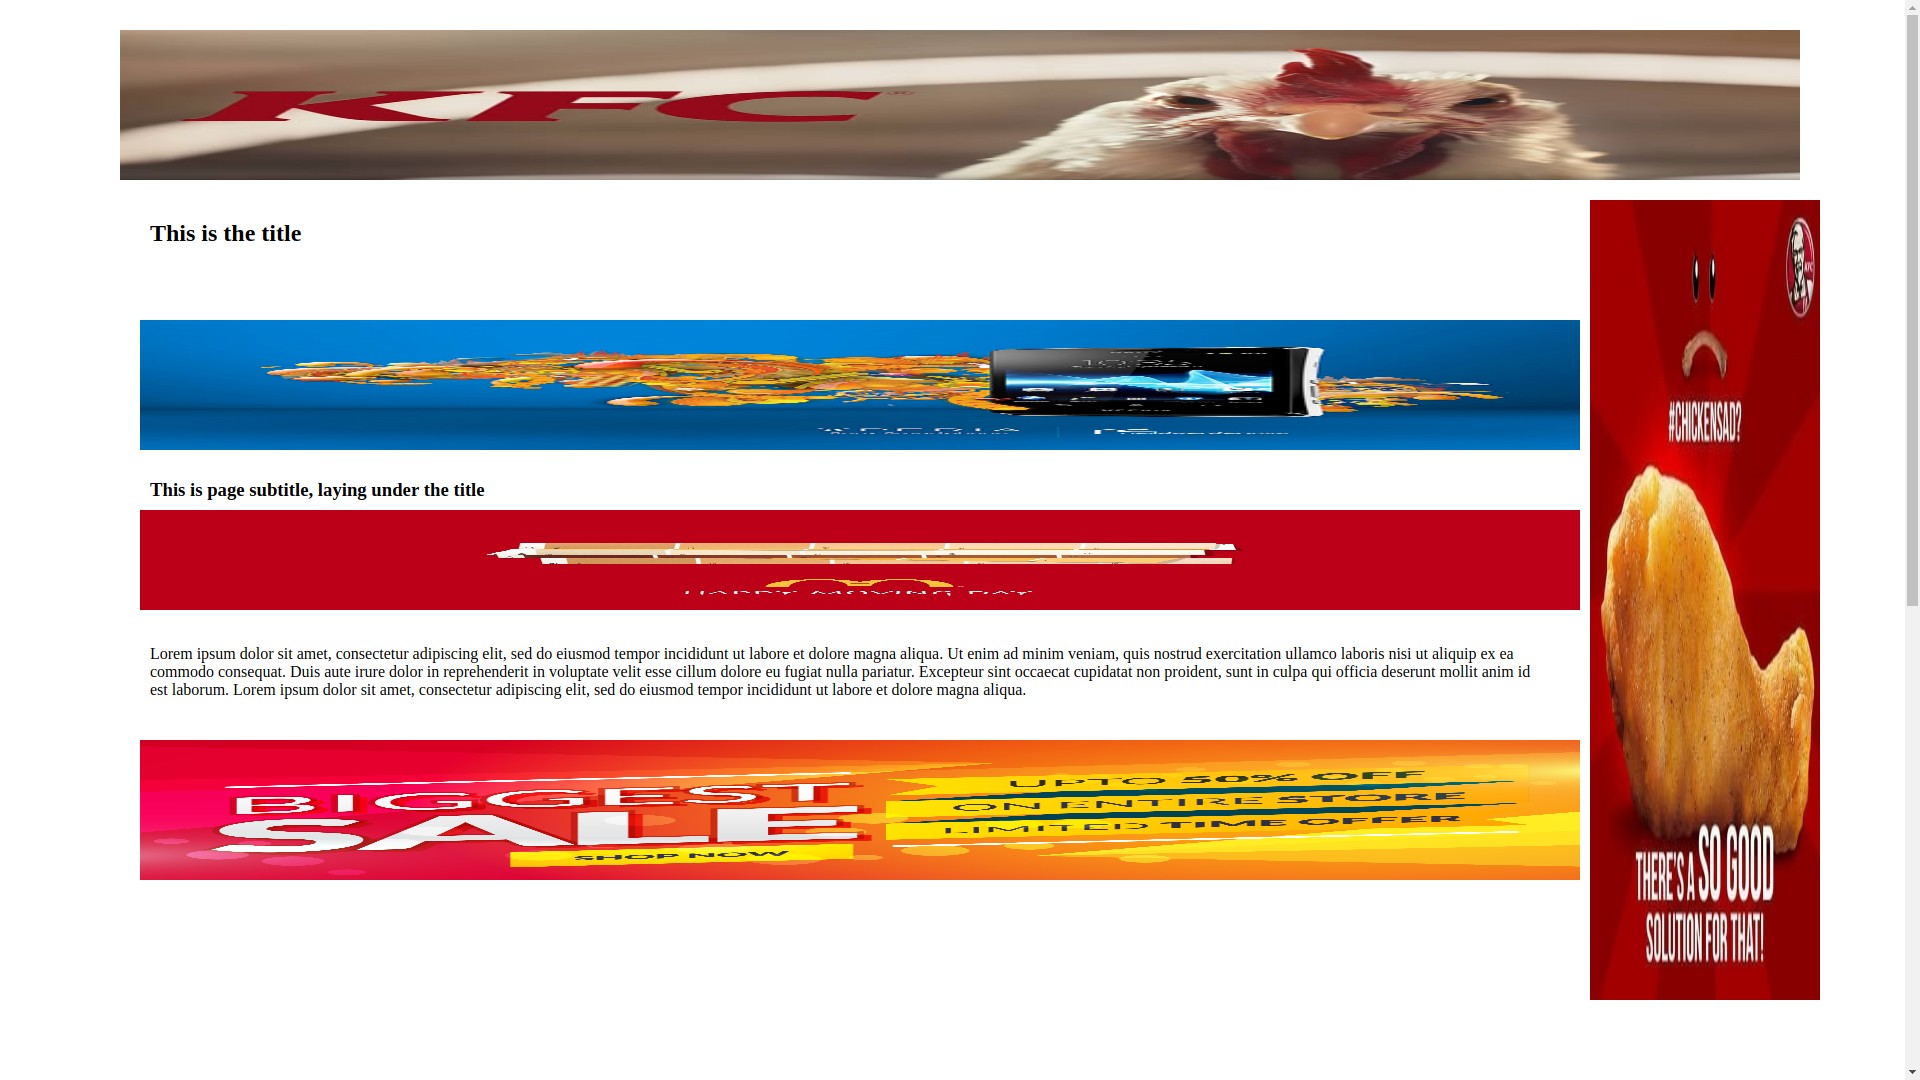 KFC®
This is the title
This is page subtitle, laying under the title
HAPPY MOVING DAY
Lorem ipsum dolor sit amet, consectetur adipiscing elit, sed do eiusmod tempor incididunt ut labore et dolore magna aliqua. Ut enim ad minim veniam, quis nostrud exercitation ullamco laboris nisi ut aliquip ex ea
commodo consequat. Duis aute irure dolor in reprehenderit in voluptate velit esse cillum dolore eu fugiat nulla pariatur. Excepteur sint occaecat cupidatat non proident, sunt in culpa qui officia deserunt mollit anim id
est laborum. Lorem ipsum dolor sit amet, consectetur adipiscing elit, sed do eiusmod tempor incididunt ut labore et dolore magna aliqua.
BIGGEST
SALE
SHOP NOW
UPTO 50% OFF
ON ENTIRE STORE
LIMITED TIME OFFER
KFC
#CHICKENSAD?
THERE'S A SO GOOD
SOLUTION FOR THAT!